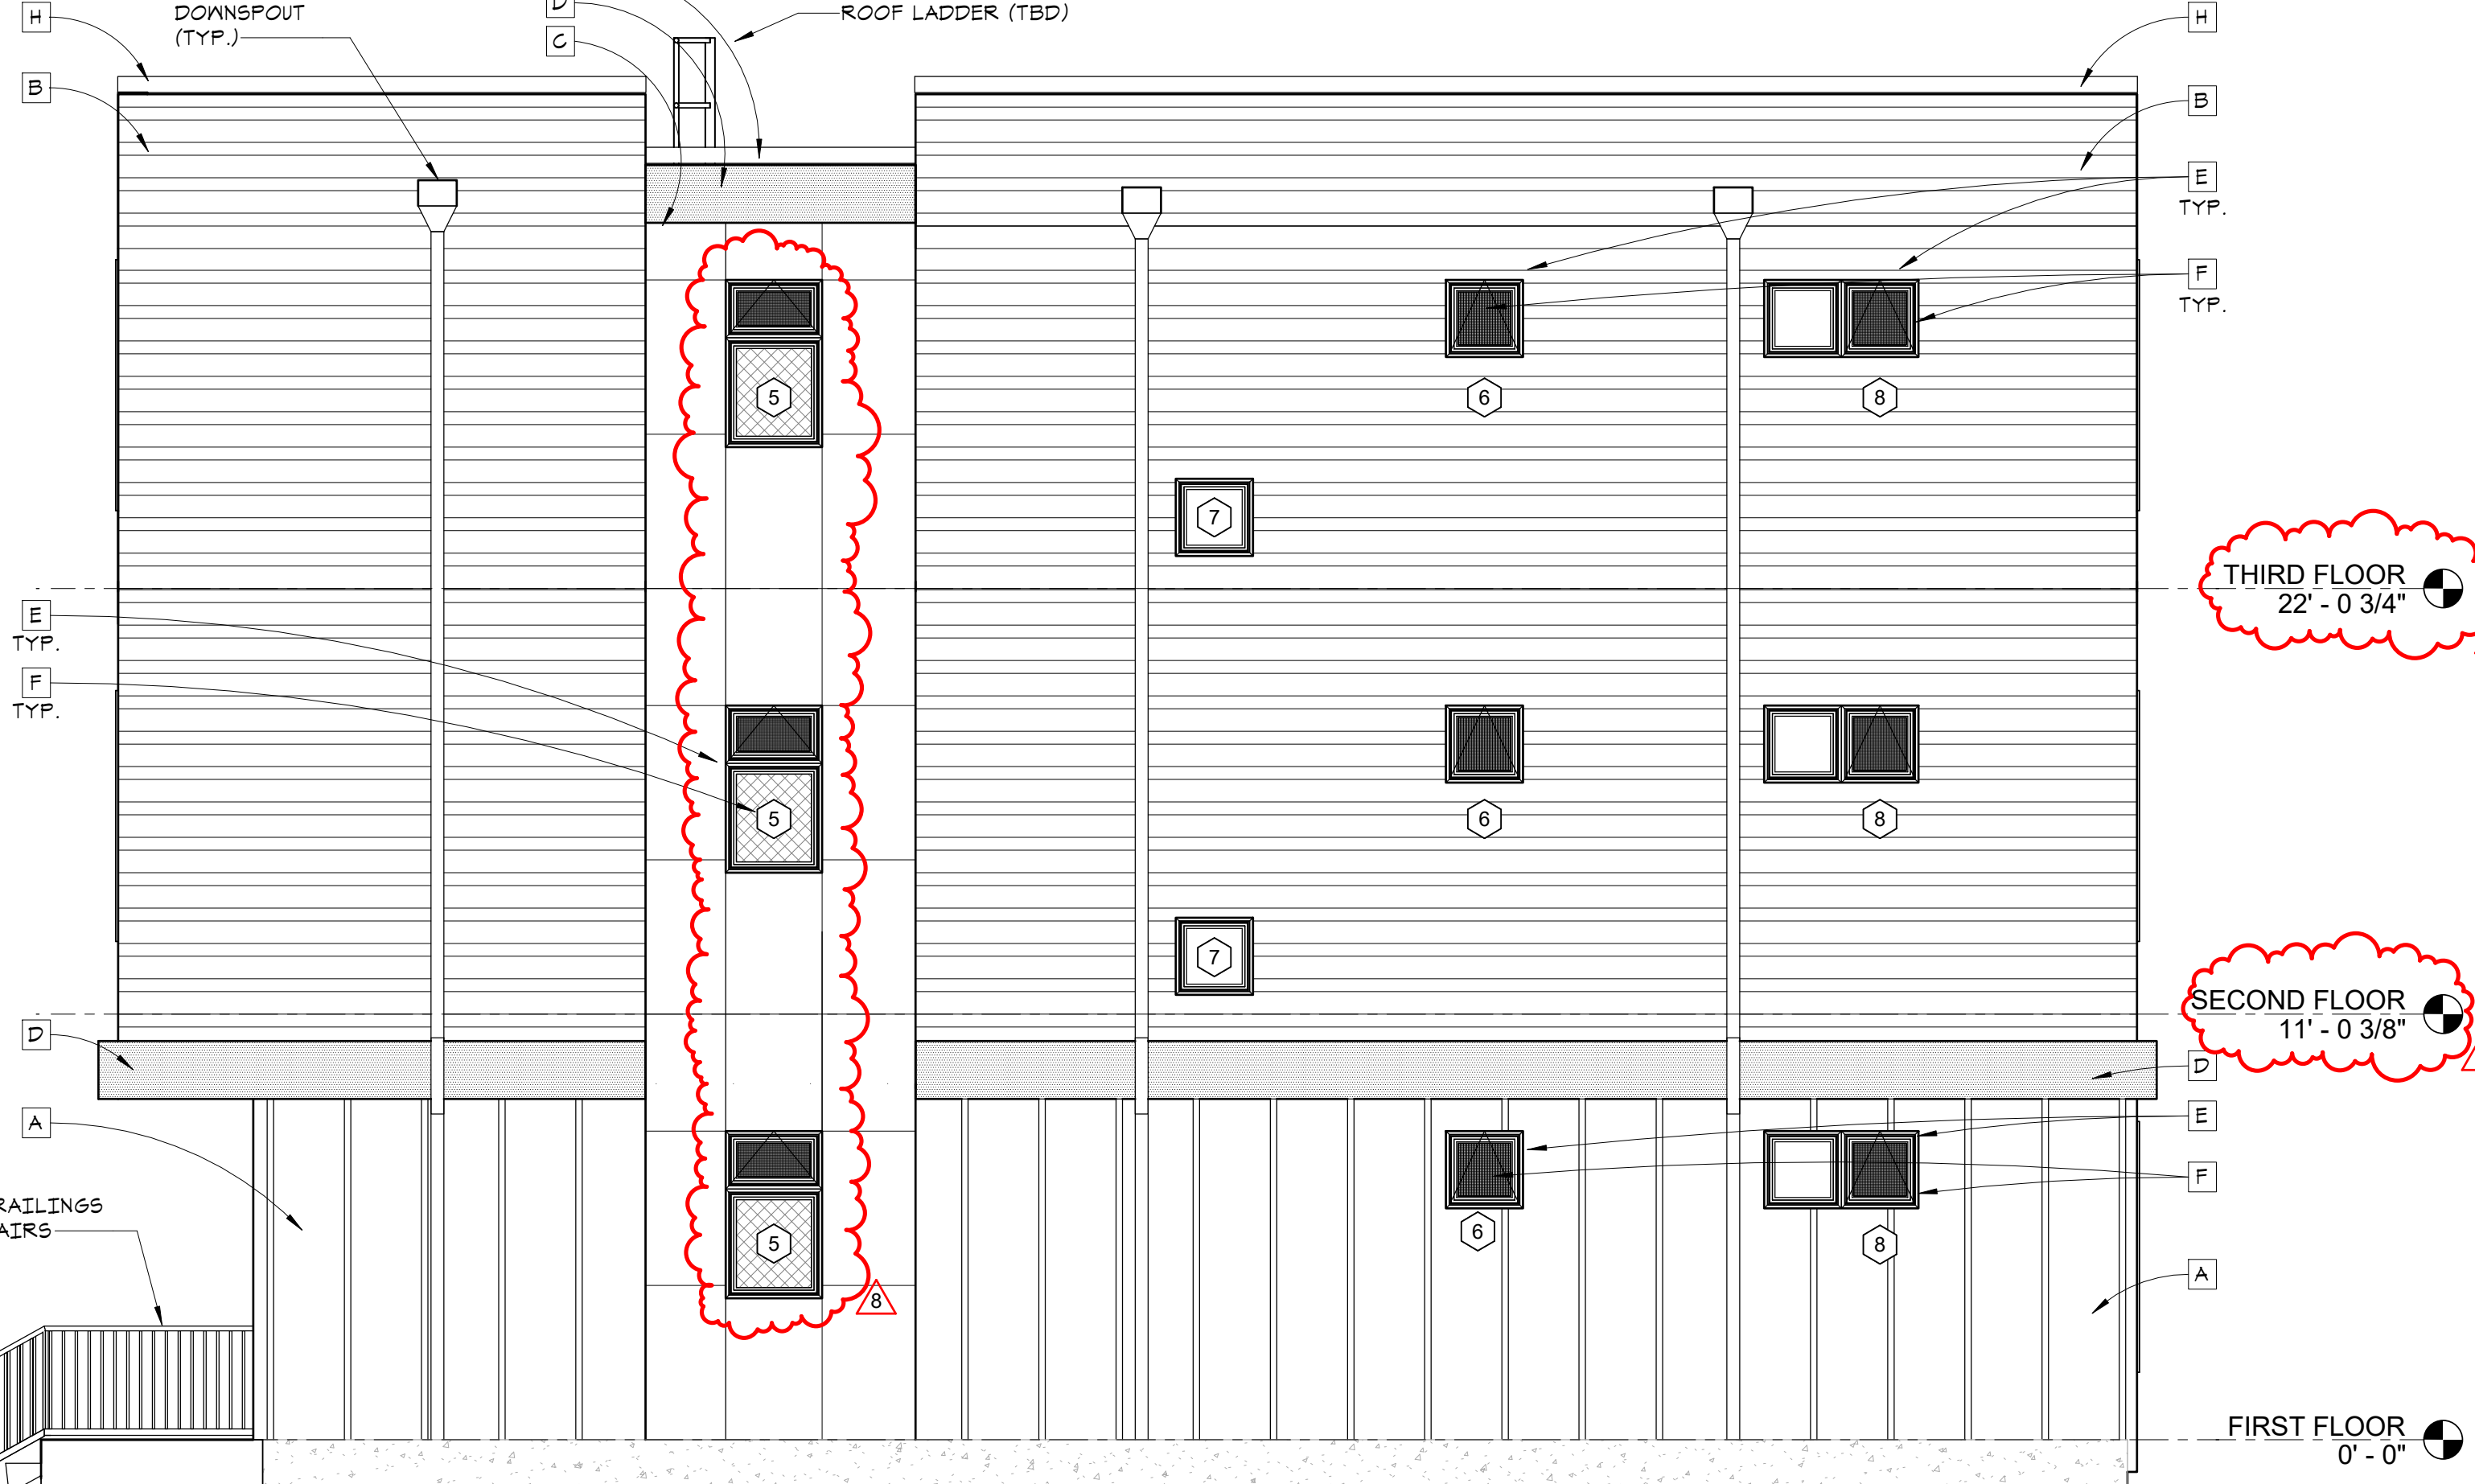 H
DOWNSPOUT
(TYP.)
D
C
ROOF LADDER (TBD)
H
B
B
E
TYP.
F
TYP.
5
6
8
7
THIRD FLOOR
22' - 0 3/4"
E
TYP.
F
TYP.
5
6
8
7
SECOND FLOOR
11' - 0 3/8"
D
D
A
E
F
RAILINGS
5
6
8
A
8
FIRST FLOOR
0' - 0"